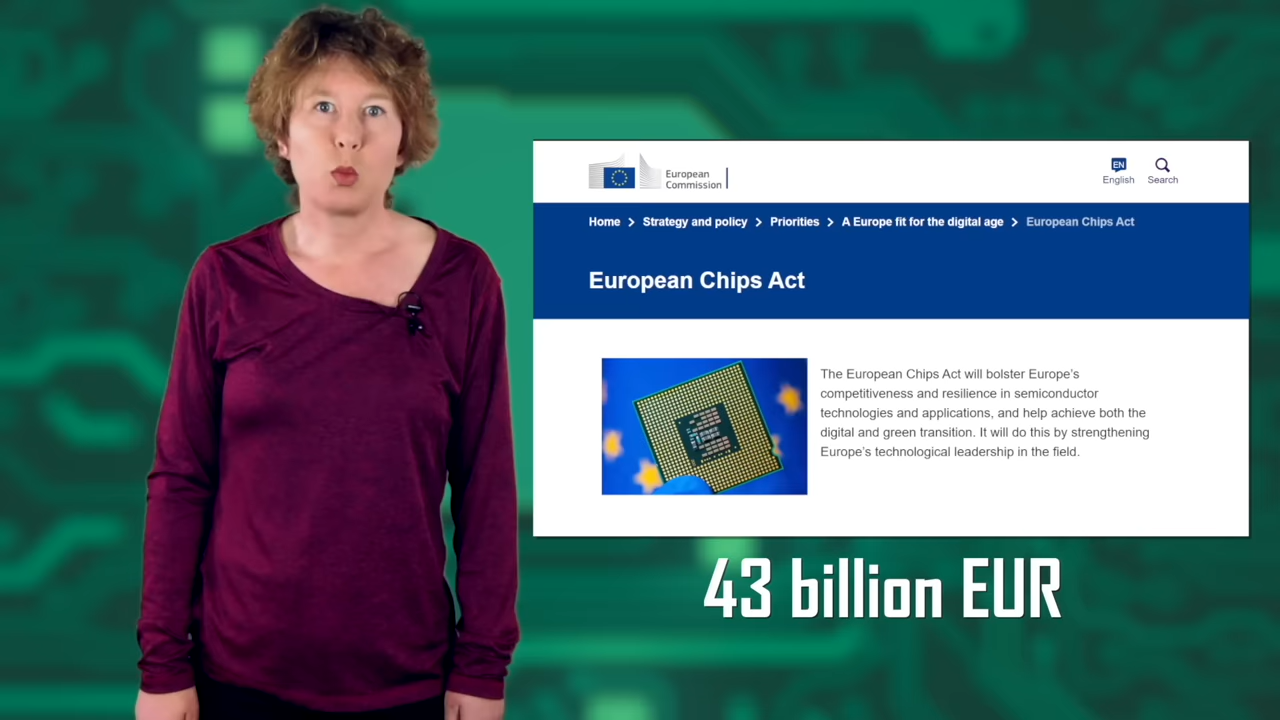 European
Commission
EN
English
Search
Home > Strategy and policy > Priorities > A Europe fit for the digital age > European Chips Act
European Chips Act
The European Chips Act will bolster Europe's
competitiveness and resilience in semiconductor
technologies and applications, and help achieve both the
digital and green transition. It will do this by strengthening
Europe's technological leadership in the field.
43 billion EUR